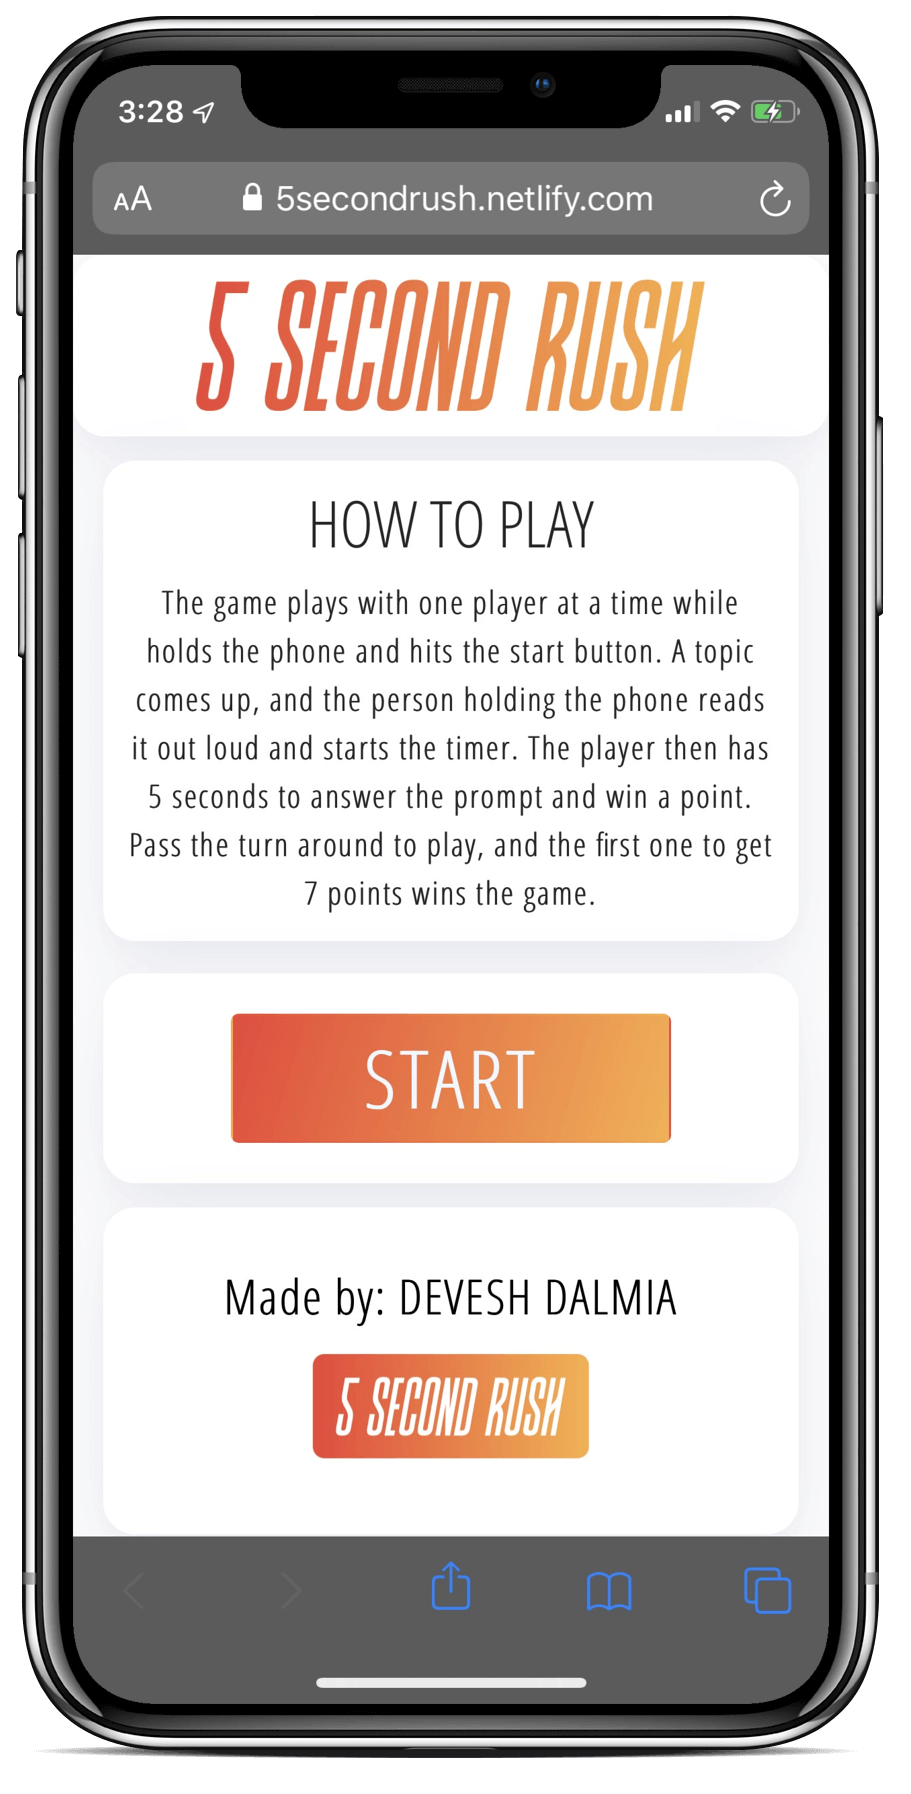 3:28
AA 5secondrush.netlify.com
5 SECOND RUSH
HOW TO PLAY
The game plays with one player at a time while
holds the phone and hits the start button. A topic
comes up, and the person holding the phone reads
it out loud and starts the timer. The player then has
5 seconds to answer the prompt and win a point.
Pass the turn around to play, and the first one to get
7 points wins the game.
START
Made by: DEVESH DALMIA
5 SECOND RUSH